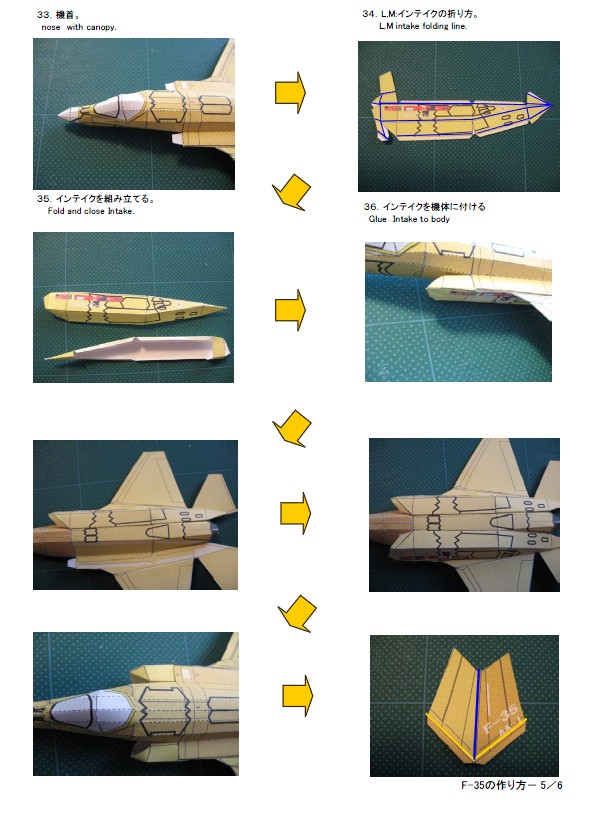 33. 機首。
nose with canopy.
34. L,M:インテイクの折り方。
L,M intake folding line.
35. インテイクを組み立てる。
Fold and close Intake.
36. インテイクを機体に付ける
Glue Intake to body
F-35
F-35の作り方－ 5／6